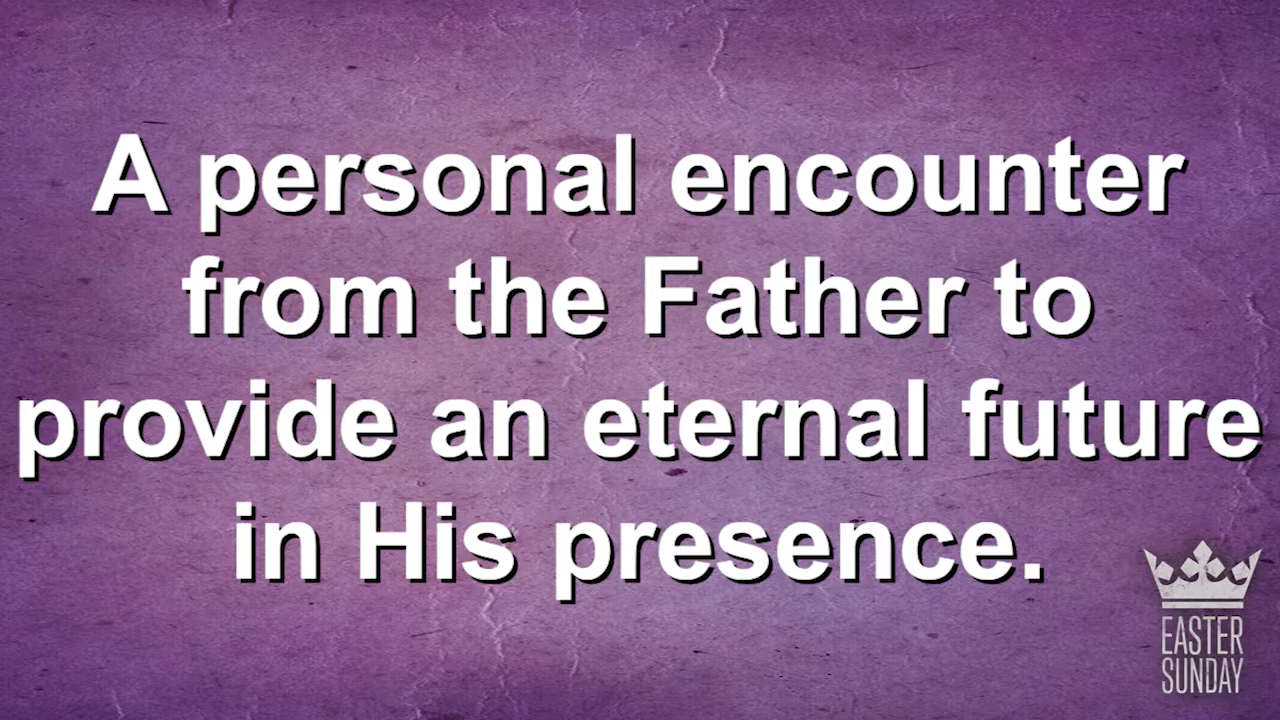 A personal encounter
from the Father to
provide an eternal future
in His presence.
EASTER
SUNDAY